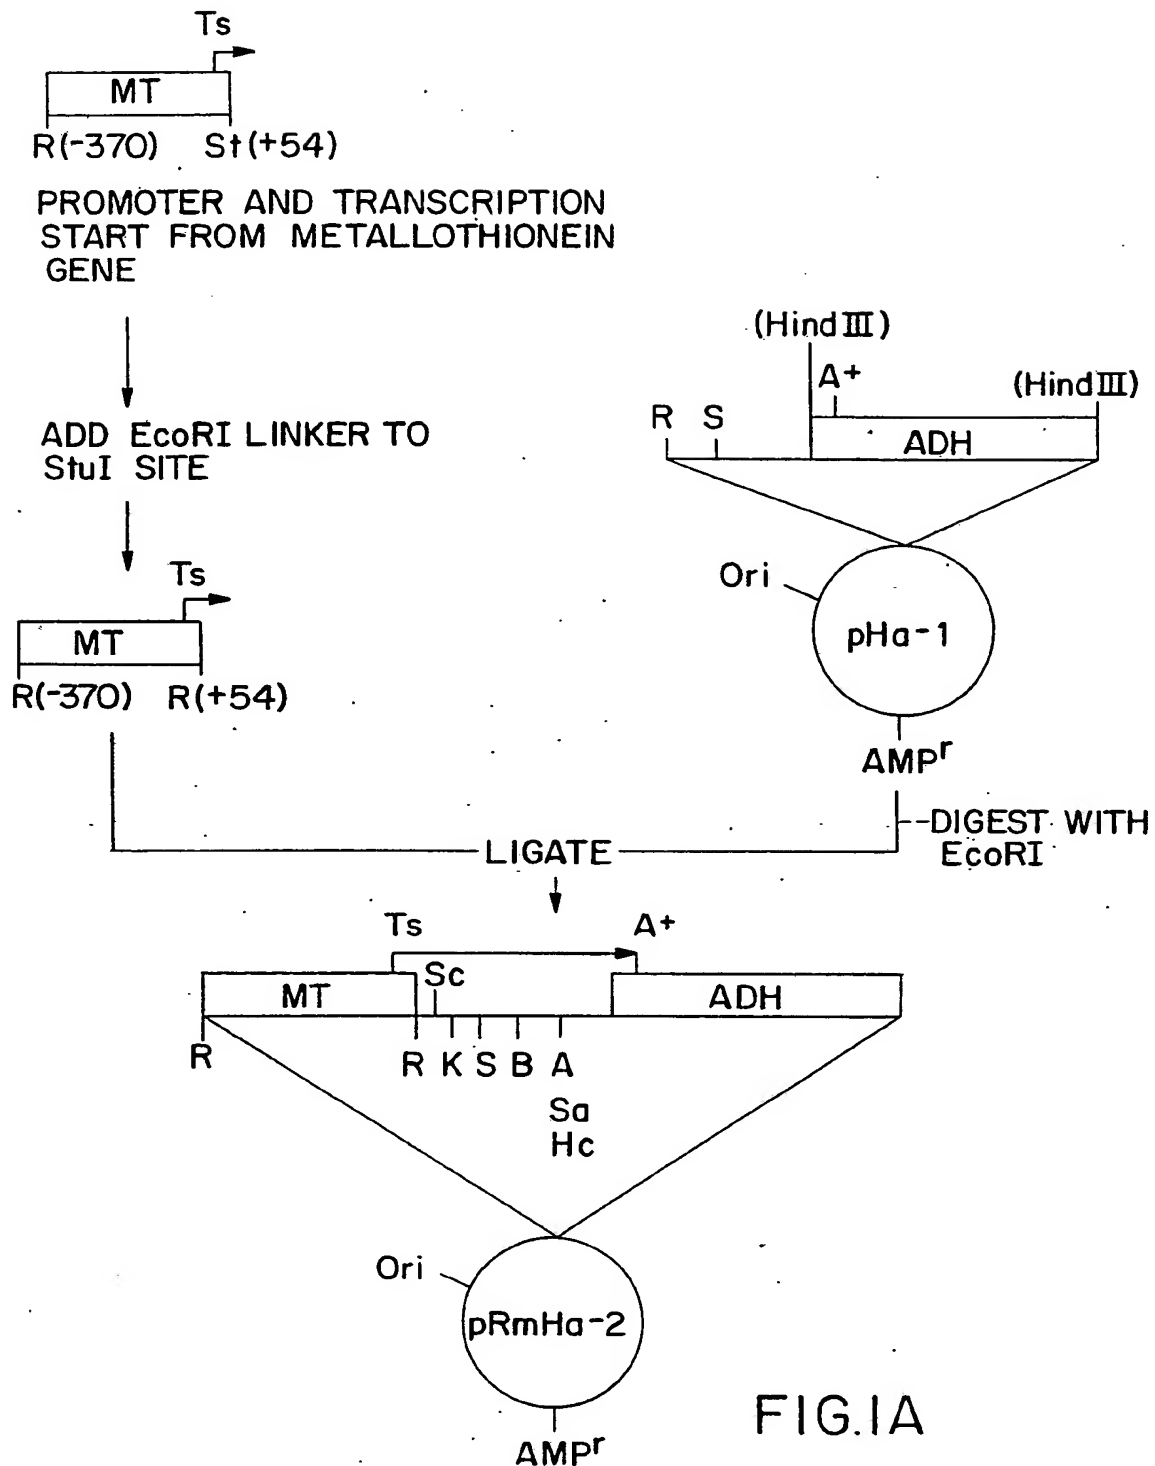 Ts
MT
R(-370) St(+54)
PROMOTER AND TRANSCRIPTION
START FROM METALLOTHIONEIN
GENE
ADD EcoRI LINKER TO
StuI SITE
Ts
MT
R(-370) R(+54)
(HindIII)
A+
(HindIII)
R S
ADH
Ori
pHa-1
AMPr
--DIGEST WITH
EcoRI
LIGATE
Ts
A+
Sc
MT
ADH
R
R K S B A
Sa
Hc
Ori
pRmHa-2
AMPr
FIG.1A